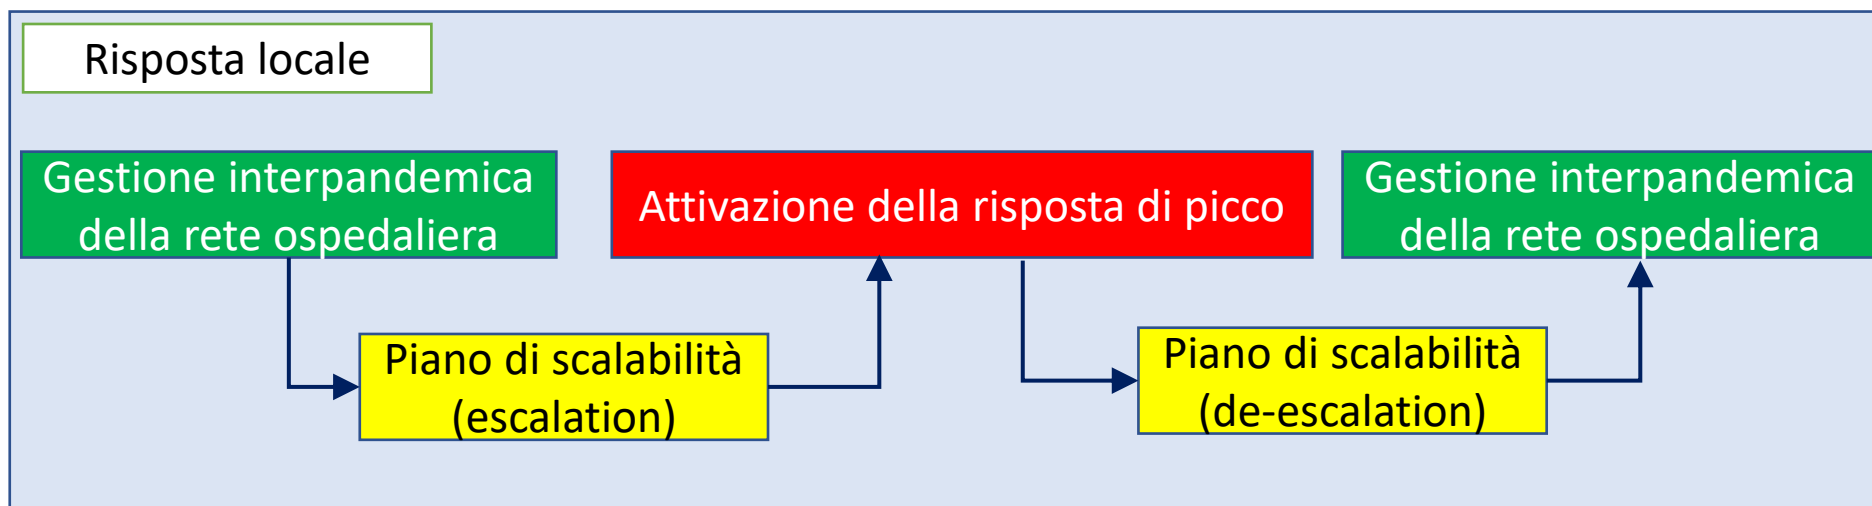 Risposta locale
Gestione interpandemica
della rete ospedaliera
Attivazione della risposta di picco
Gestione interpandemica
della rete ospedaliera
Piano di scalabilità
(escalation)
Piano di scalabilità
(de-escalation)